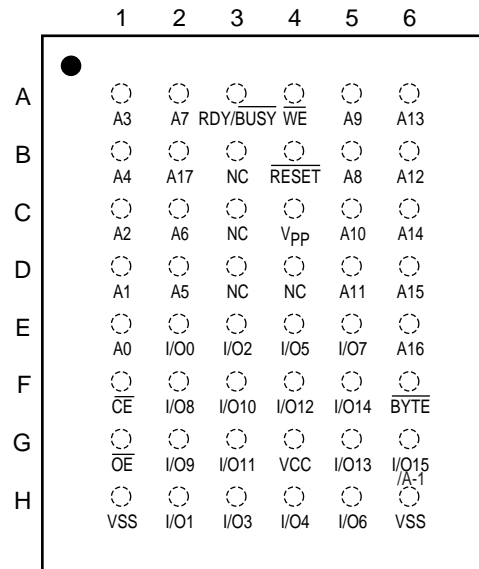 1 2 3 4 5 6
A
A3 A7 RDY/BUSY WE A9 A13
B
A4 A17 NC RESET A8 A12
C
A2 A6 NC VPP A10 A14
D
A1 A5 NC NC A11 A15
E
A0 I/O0 I/O2 I/O5 I/O7 A16
F
CE I/O8 I/O10 I/O12 I/O14 BYTE
G
OE I/O9 I/O11 VCC I/O13 I/O15
/A-1
H
VSS I/O1 I/O3 I/O4 I/O6 VSS